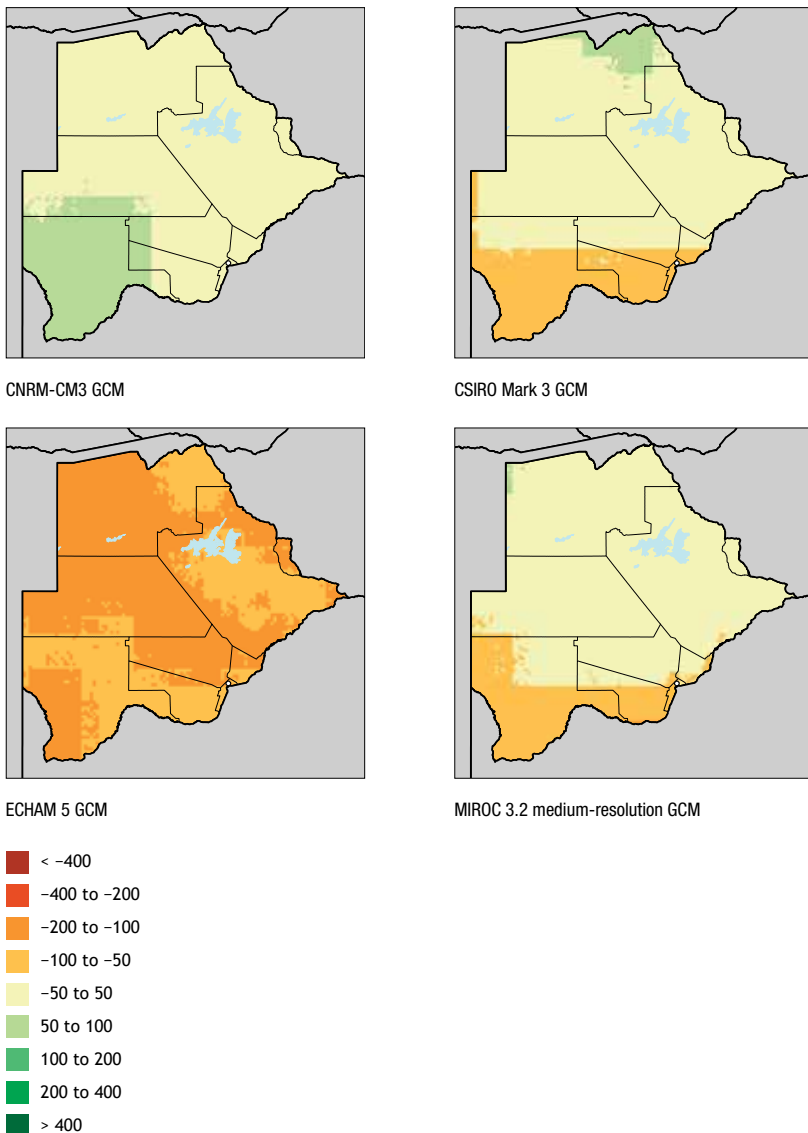 CNRM-CM3 GCM
CSIRO Mark 3 GCM
ECHAM 5 GCM
MIROC 3.2 medium-resolution GCM
< −400
−400 to −200
−200 to −100
−100 to −50
−50 to 50
50 to 100
100 to 200
200 to 400
> 400